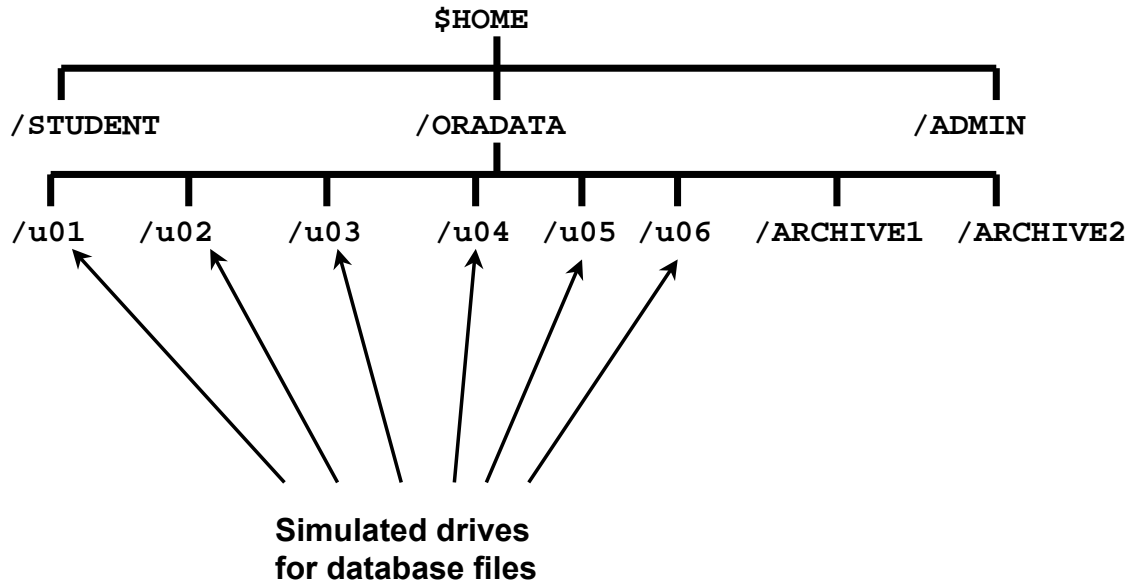 $HOME
/STUDENT /ORADATA /ADMIN
/u01 /u02 /u03 /u04 /u05 /u06 /ARCHIVE1 /ARCHIVE2
Simulated drives
for database files